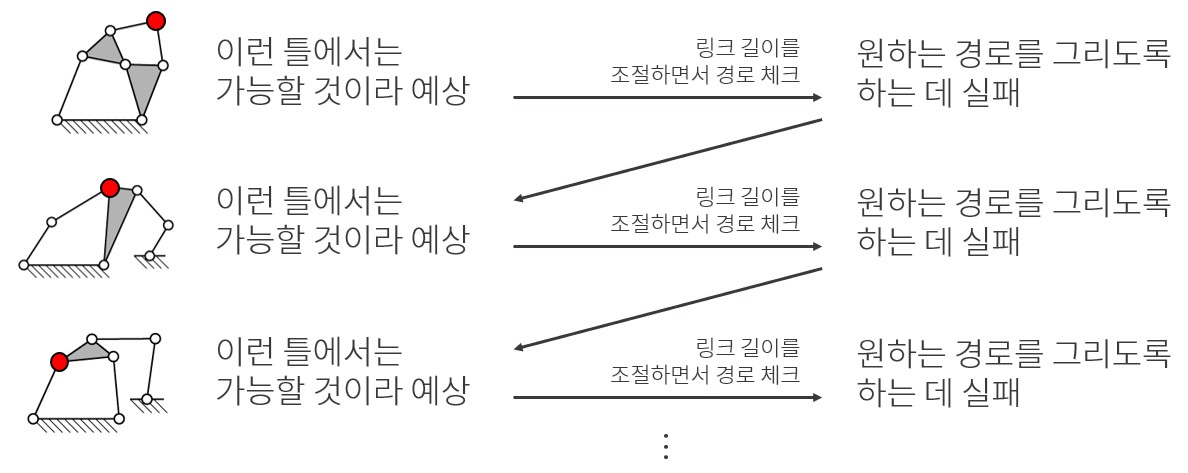 이런 틀에서는
가능할 것이라 예상
링크 길이를
조절하면서 경로 체크
원하는 경로를 그리도록
하는 데 실패
이런 틀에서는
가능할 것이라 예상
링크 길이를
조절하면서 경로 체크
원하는 경로를 그리도록
하는 데 실패
이런 틀에서는
가능할 것이라 예상
링크 길이를
조절하면서 경로 체크
원하는 경로를 그리도록
하는 데 실패